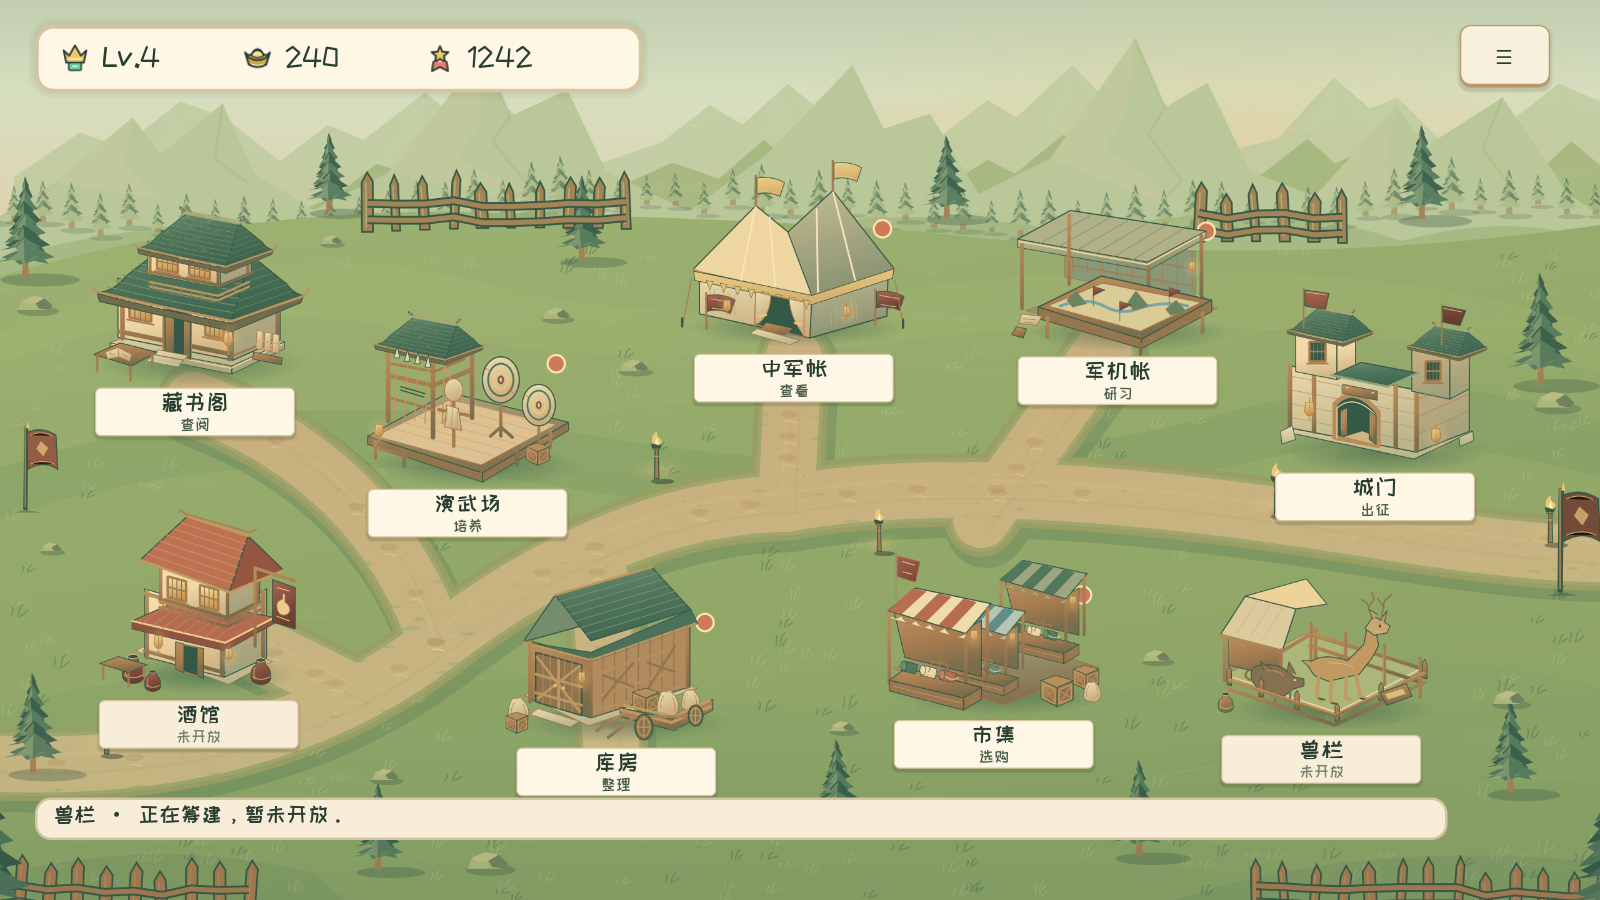 Lv.4 240 1242
中军帐
查看
军机帐
研习
藏书阁
查阅
城门
出征
演武场
培养
酒馆
未开放
市集
选购
兽栏
未开放
库房
整理
兽栏 · 正在筹建，暂未开放.